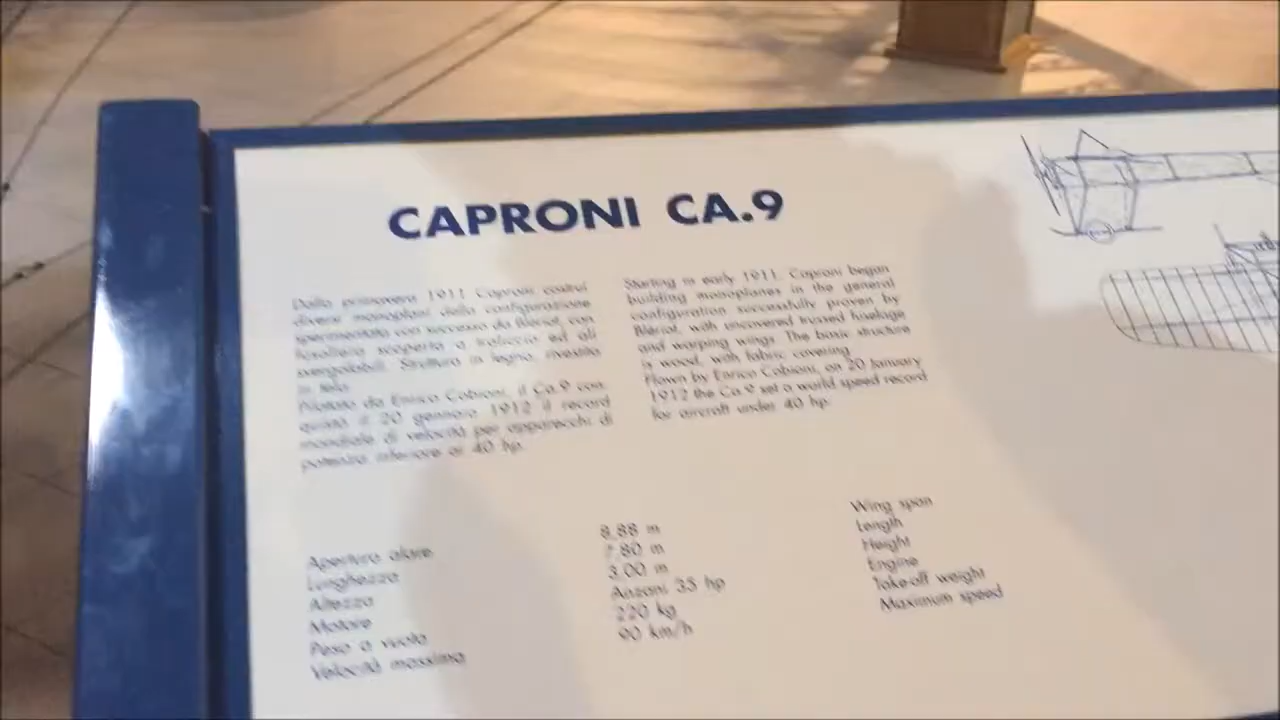 CAPRONI CA.9
Dalla primavera 1911 Caproni costruì
diversi monoplani della configurazione
sperimentata con successo da Blériot, con
fusoliera scoperta a traliccio ed ali
svergolabili. Struttura in legno, rivestita
in tela.
Pilotato da Enrico Cobioni, il Ca.9 con-
quistò il 20 gennaio 1912 il record
mondiale di velocità per apparecchi di
potenza inferiore ai 40 hp.
Starting in early 1911, Caproni began
building monoplanes in the general
configuration successfully proven by
Blériot, with uncovered trussed fuselage
and warping wings. The basic structure
is wood, with fabric covering.
Flown by Enrico Cobioni, on 20 January
1912 the Ca.9 set a world speed record
for aircraft under 40 hp.
Apertura alare 8.88 m Wing span
Lunghezza 7.80 m Length
Altezza 3.00 m Height
Motore Anzani 35 hp Engine
Peso a vuoto 220 kg Take-off weight
Velocità massima 90 km/h Maximum speed